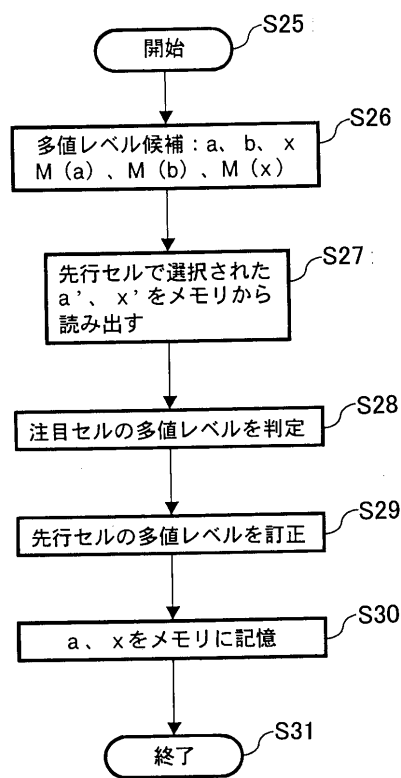 開始
S25
多値レベル候補：a、b、x
M（a）、M（b）、M（x）
S26
先行セルで選択された
a'、x'をメモリから
読み出す
S27
注目セルの多値レベルを判定
S28
先行セルの多値レベルを訂正
S29
a、xをメモリに記憶
S30
終了
S31